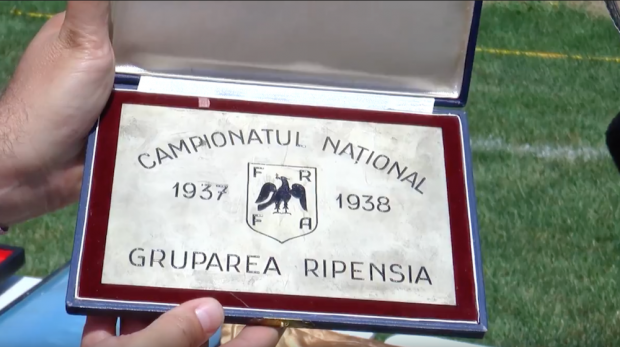 CAMPIONATUL NAȚIONAL
1937 F R 1938
F A
GRUPAREA RIPENSIA